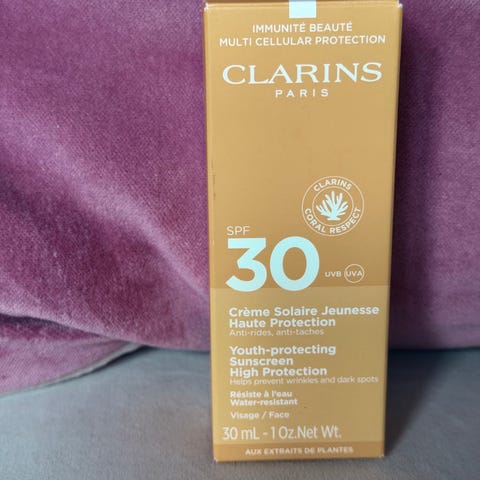 IMMUNITÉ BEAUTÉ
MULTI CELLULAR PROTECTION
CLARINS
PARIS
CLARINS
CORAL RESPECT
SPF
30
UVB UVA
Crème Solaire Jeunesse
Haute Protection
Anti-rides, anti-taches
Youth-protecting
Sunscreen
High Protection
Helps prevent wrinkles and dark spots
Résiste à l'eau
Water-resistant
Visage / Face
30 mL - 1 Oz.Net Wt.
AUX EXTRAITS DE PLANTES